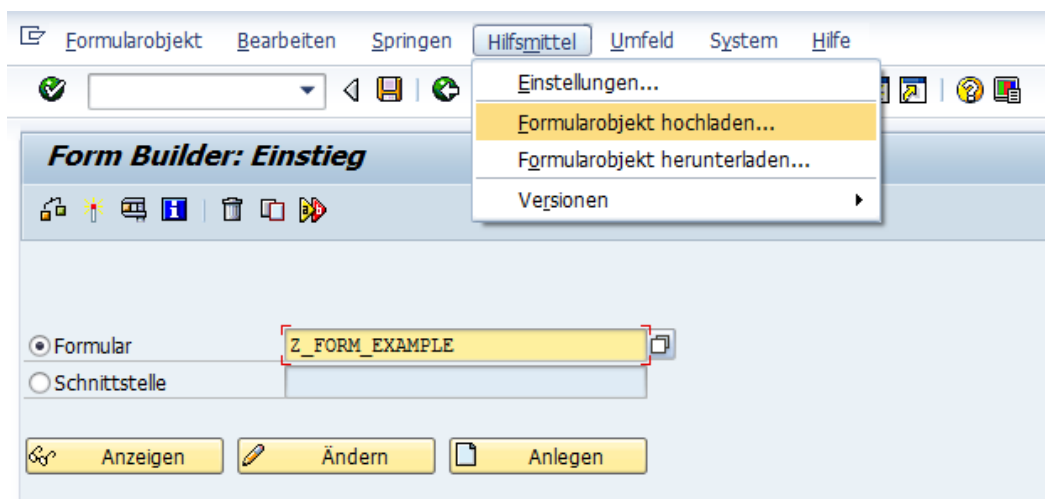 Formularobjekt Bearbeiten Springen Hilfsmittel Umfeld System Hilfe
Einstellungen...
Formularobjekt hochladen...
Formularobjekt herunterladen...
Versionen
Form Builder: Einstieg
Formular Z_FORM_EXAMPLE
Schnittstelle
Anzeigen Ändern Anlegen